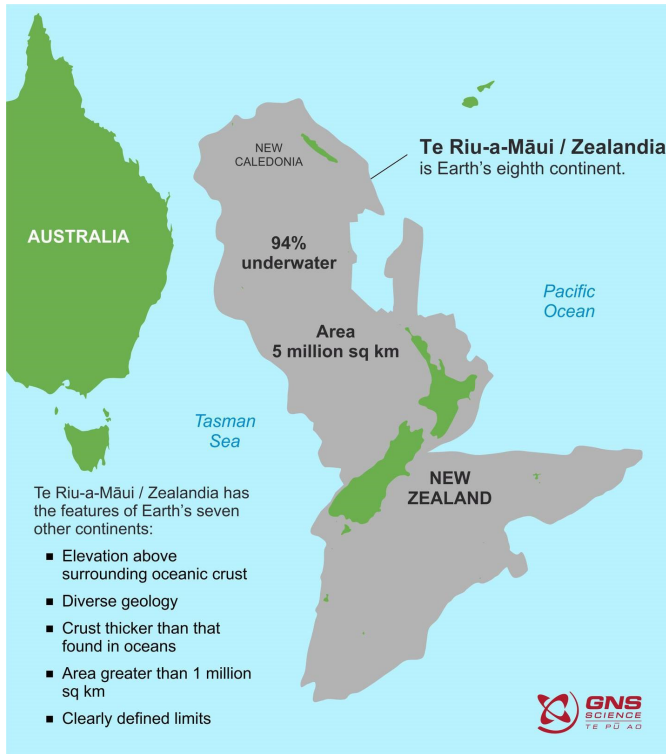 NEW
CALEDONIA
Te Riu-a-Māui / Zealandia
is Earth's eighth continent.
AUSTRALIA
94%
underwater
Pacific
Ocean
Area
5 million sq km
Tasman
Sea
NEW
ZEALAND
Te Riu-a-Māui / Zealandia has
the features of Earth's seven
other continents:
■ Elevation above
surrounding oceanic crust
■ Diverse geology
■ Crust thicker than that
found in oceans
■ Area greater than 1 million
sq km
■ Clearly defined limits
GNS
SCIENCE
TE PŪ AO